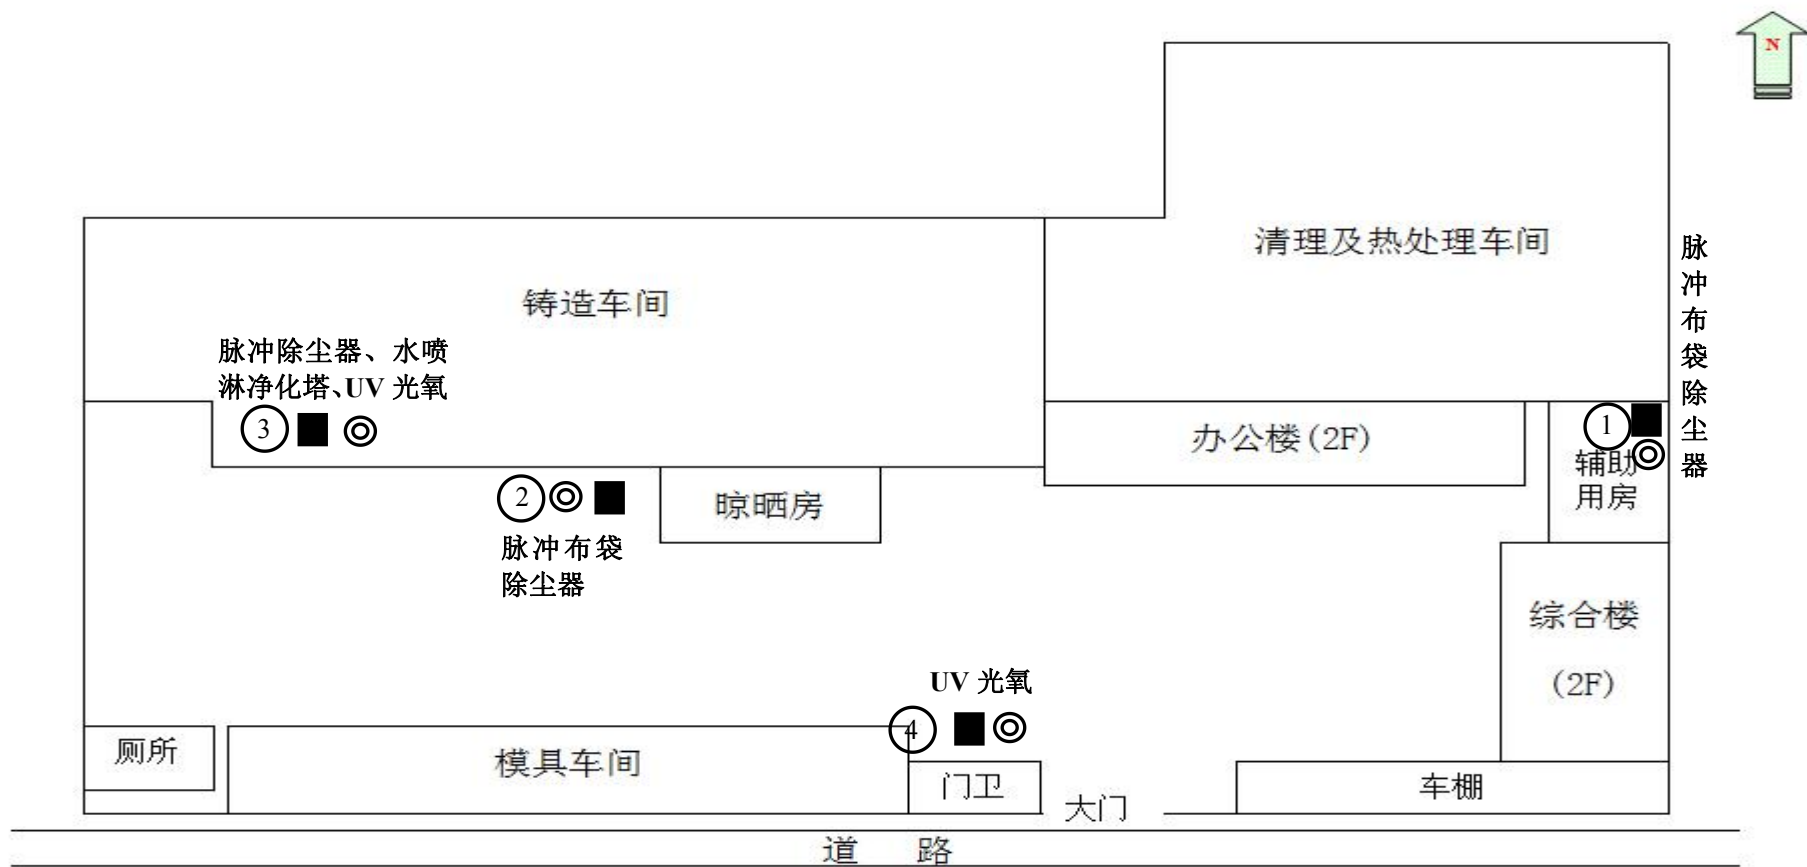 N
清理及热处理车间
脉冲布袋除尘器
铸造车间
脉冲除尘器、水喷
淋净化塔、UV 光氧
3
办公楼(2F)
1
辅助
用房
2
晾晒房
脉冲布袋
除尘器
综合楼
(2F)
UV 光氧
4
厕所
模具车间
门卫
大门
车棚
道 路